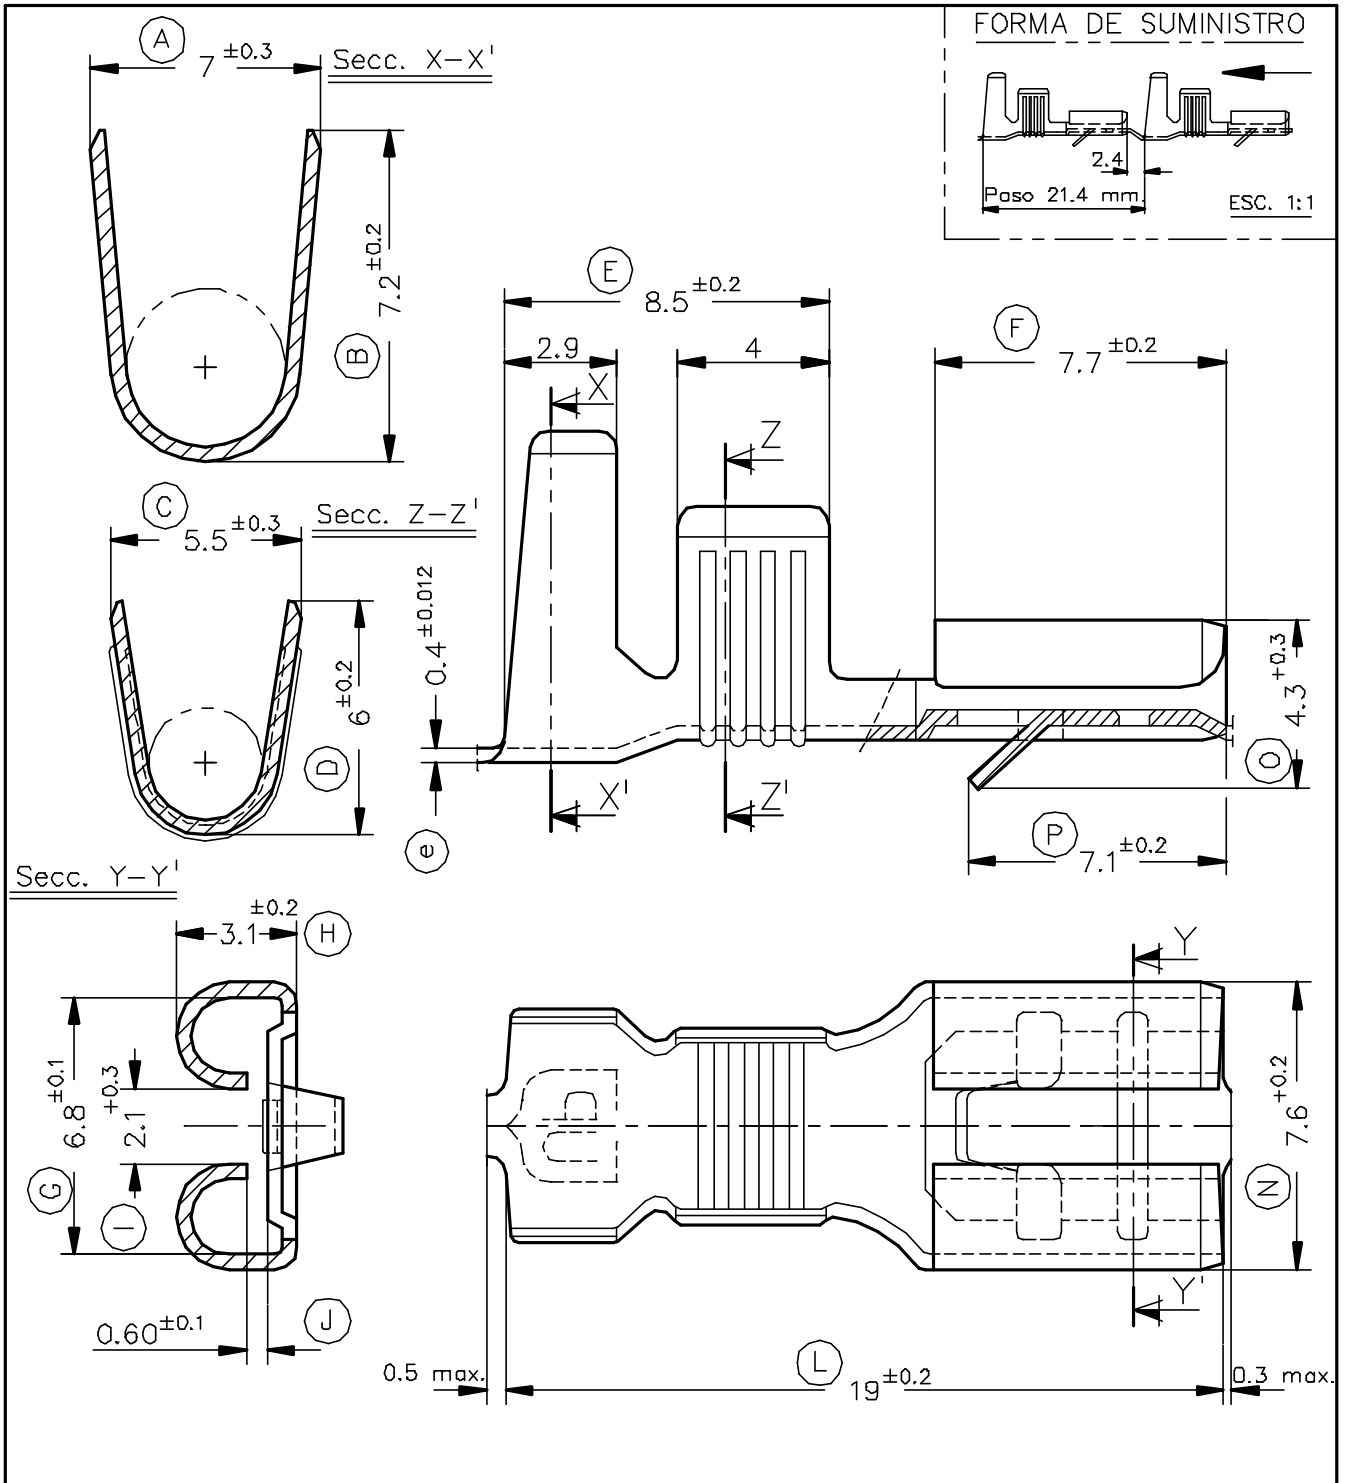 FORMA DE SUMINISTRO
2.4
Paso 21.4 mm.
ESC. 1:1
A
7 ±0.3
Secc. X-X'
7.2 ±0.2
B
E
8.5 ±0.2
2.9
4
F
7.7 ±0.2
X
Z
C
5.5 ±0.3
Secc. Z-Z'
6 ±0.2
D
0.4 ±0.012
e
X'
Z'
4.3 +0.3
O
P
7.1 ±0.2
Secc. Y-Y'
3.1 ±0.2
H
Y
6.8 ±0.1
G
2.1 +0.3
I
7.6 +0.2
N
Y'
0.60 ±0.1
J
0.5 max.
L
19 ±0.2
0.3 max.